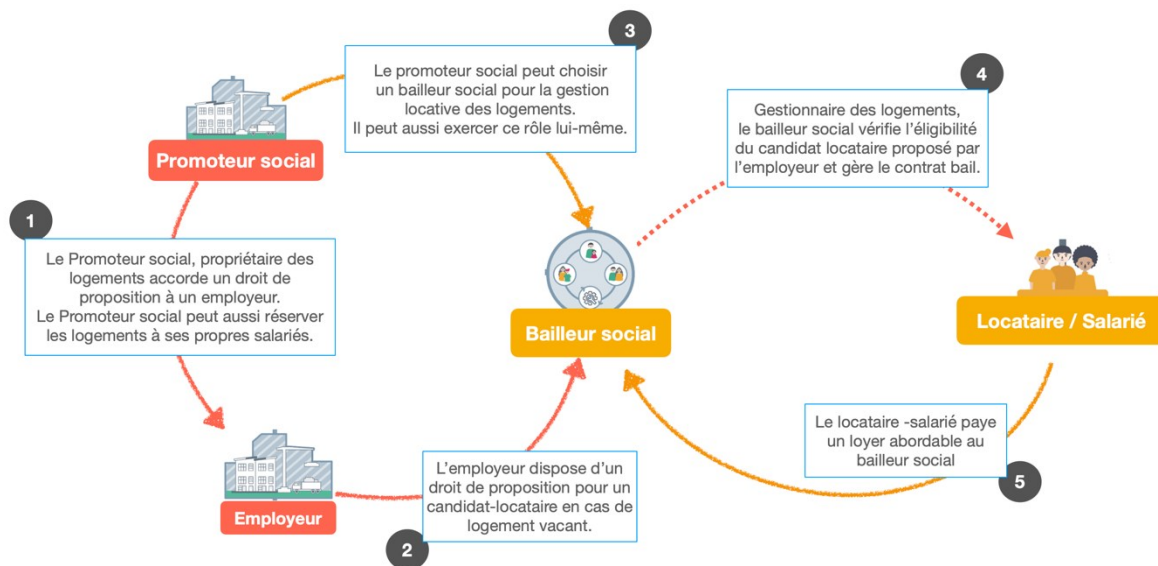 3
Le promoteur social peut choisir
un bailleur social pour la gestion
locative des logements.
Il peut aussi exercer ce rôle lui-même.
4
Gestionnaire des logements,
le bailleur social vérifie l'éligibilité
du candidat locataire proposé par
l'employeur et gère le contrat bail.
Promoteur social
1
Le Promoteur social, propriétaire des
logements accorde un droit de
proposition à un employeur.
Le Promoteur social peut aussi réserver
les logements à ses propres salariés.
Bailleur social
Locataire / Salarié
Le locataire -salarié paye
un loyer abordable au
bailleur social
5
L'employeur dispose d'un
droit de proposition pour un
candidat-locataire en cas de
logement vacant.
Employeur
2